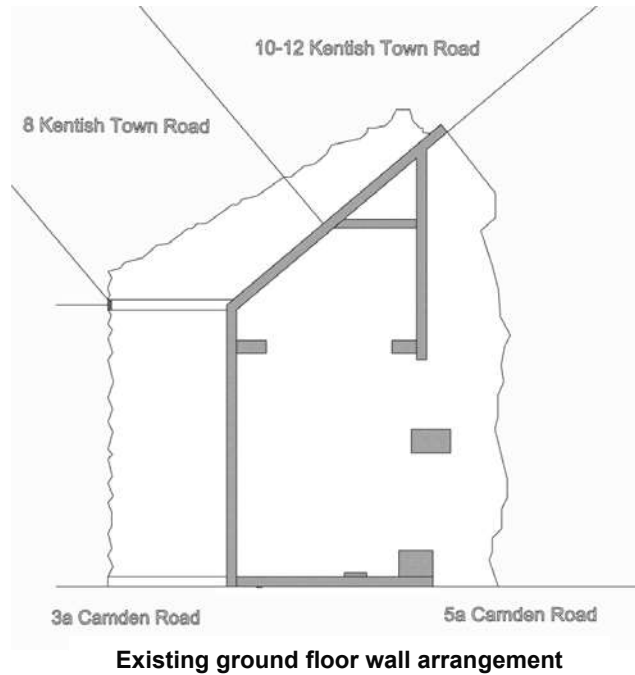 10-12 Kentish Town Road
8 Kentish Town Road
3a Camden Road
5a Camden Road
Existing ground floor wall arrangement